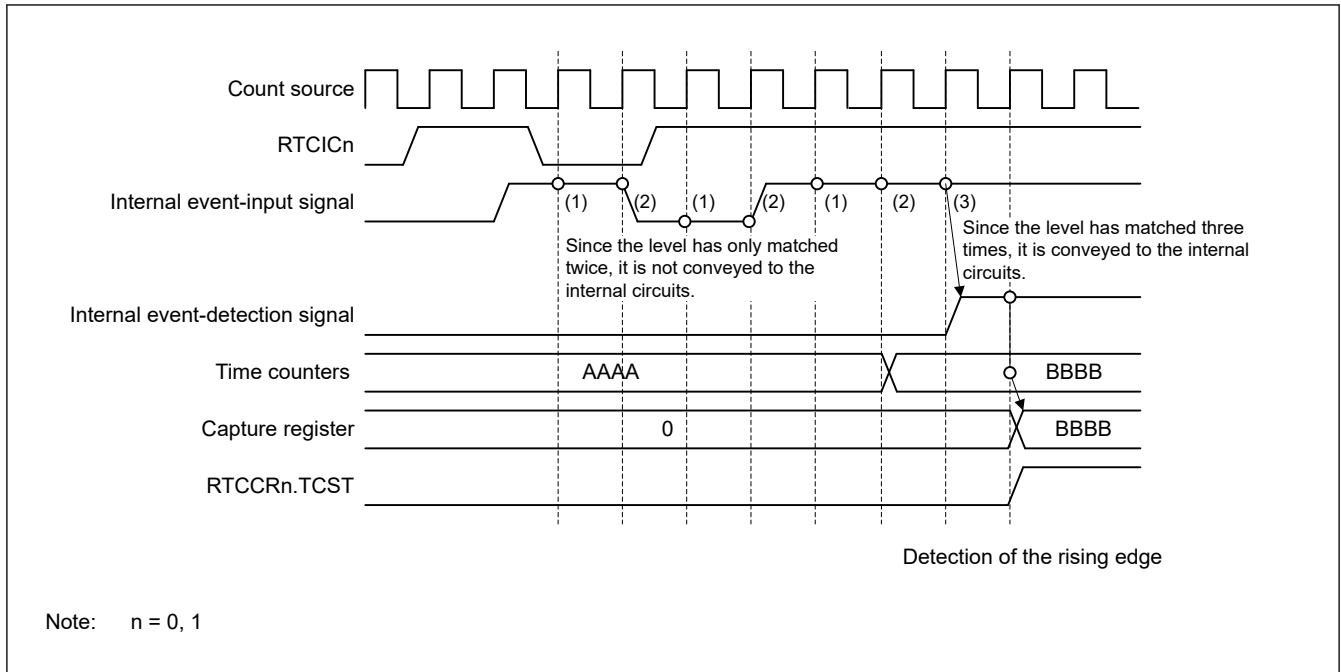 Count source
RTCICn
Internal event-input signal
(1) (2) (1) (2) (1) (2) (3)
Since the level has only matched
twice, it is not conveyed to the
internal circuits.
Since the level has matched three
times, it is conveyed to the internal
circuits.
Internal event-detection signal
Time counters AAAA BBBB
Capture register 0 BBBB
RTCCRn.TCST
Detection of the rising edge
Note: n = 0, 1